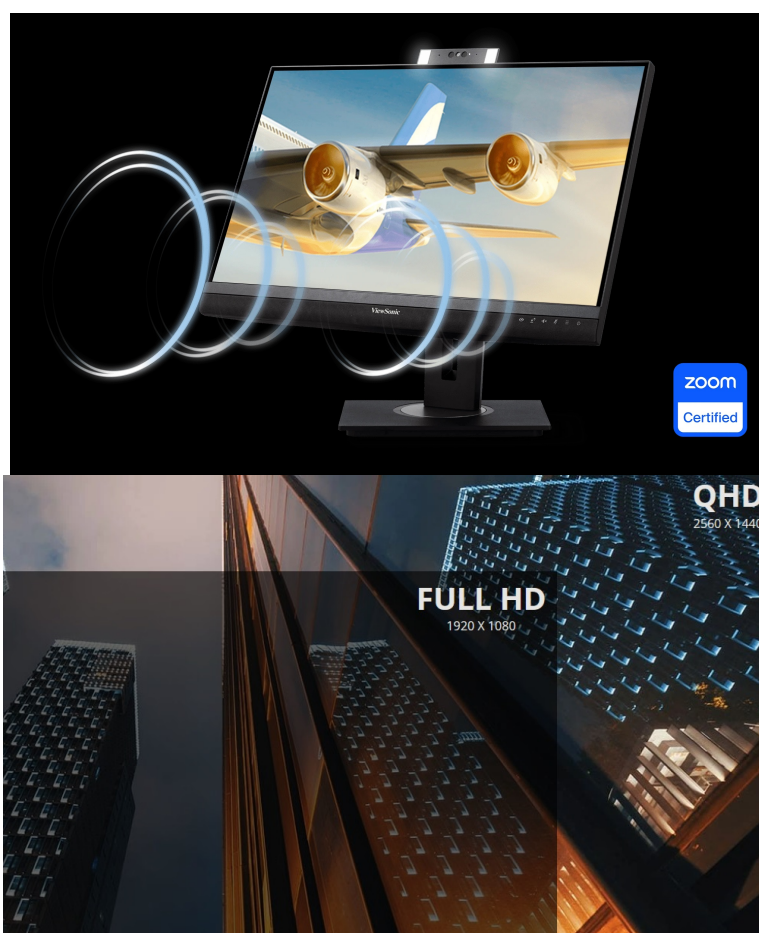 ViewSonic
zoom
Certified
QHD
2560 X 1440
FULL HD
1920 X 1080